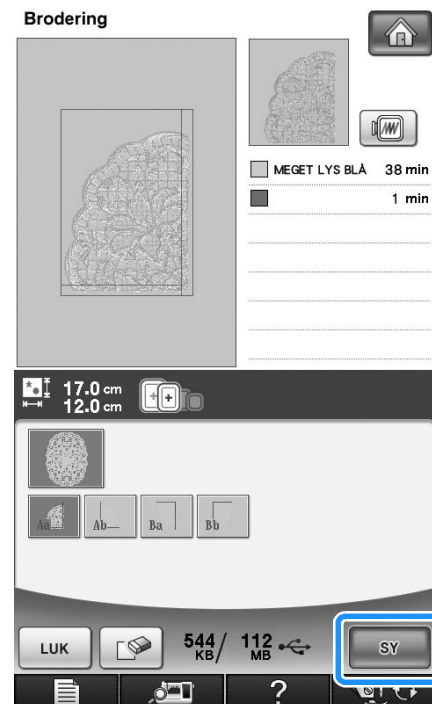 Brodering
MEGET LYS BLÅ 38 min
1 min
17.0 cm
12.0 cm
Aa Ab Ba Bb
LUK 544 KB/ 112 MB SY
?